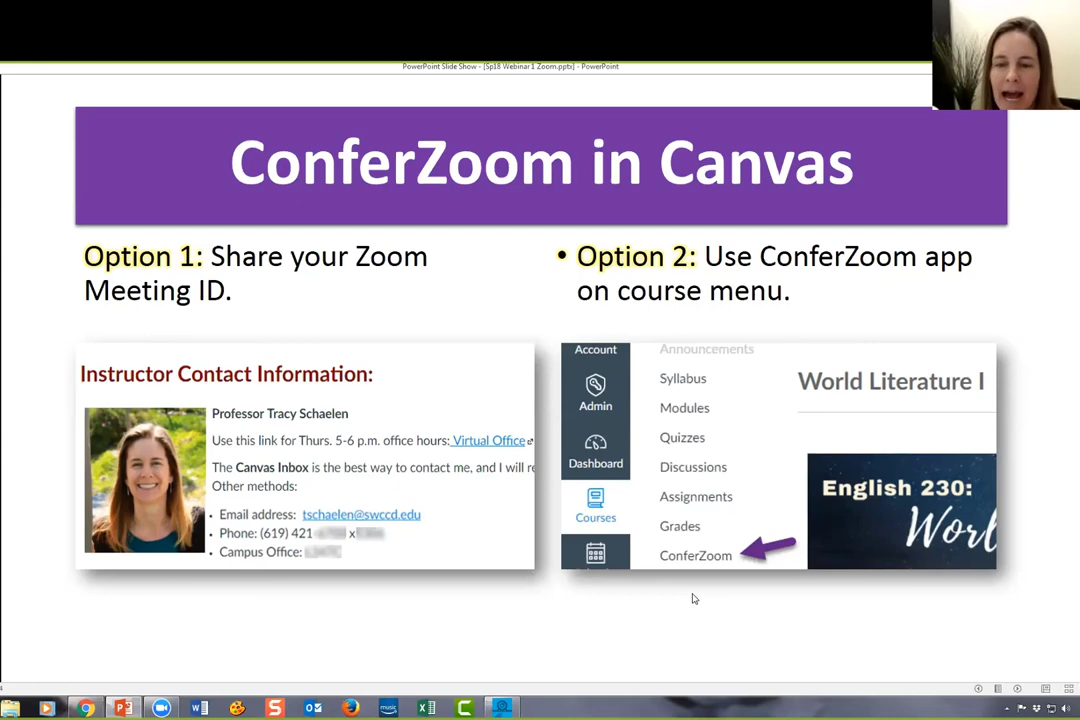 PowerPoint Slide Show - [Sp18 Webinar 1 Zoom.pptx] - PowerPoint
ConferZoom in Canvas
Option 1: Share your Zoom
Meeting ID.
• Option 2: Use ConferZoom app
on course menu.
Instructor Contact Information:
Professor Tracy Schaelen
Use this link for Thurs. 5-6 p.m. office hours: Virtual Office
The Canvas Inbox is the best way to contact me, and I will re
Other methods:
• Email address: tschaelen@swccd.edu
• Phone: (619) 421 x
• Campus Office:
Account
Admin
Dashboard
Courses
Announcements
Syllabus
Modules
Quizzes
Discussions
Assignments
Grades
ConferZoom
World Literature I
English 230:
Worl
music